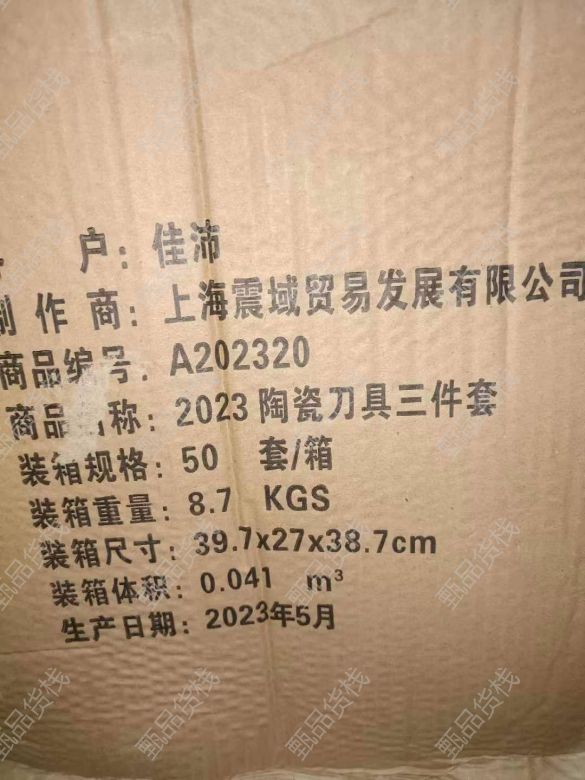 户：佳沛
制作商：上海震域贸易发展有限公司
商品编号：A202320
商品名称：2023陶瓷刀具三件套
装箱规格：50 套/箱
装箱重量：8.7 KGS
装箱尺寸：39.7x27x38.7cm
装箱体积：0.041 m³
生产日期：2023年5月
甄品货栈